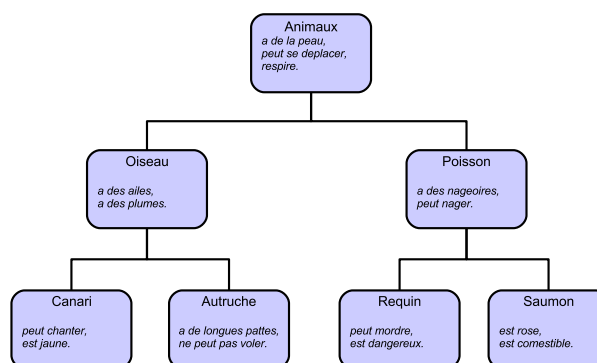 Animaux
a de la peau,
peut se deplacer,
respire.
Oiseau
a des ailes,
a des plumes.
Poisson
a des nageoires,
peut nager.
Canari
peut chanter,
est jaune.
Autruche
a de longues pattes,
ne peut pas voler.
Requin
peut mordre,
est dangereux.
Saumon
est rose,
est comestible.